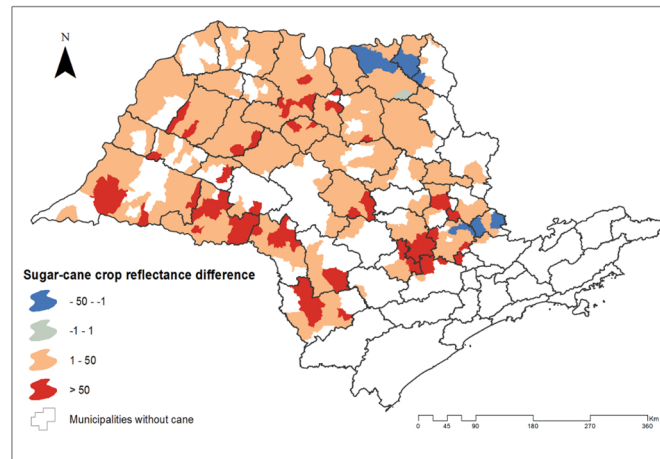 N
Sugar-cane crop reflectance difference
- 50 - -1
-1 - 1
1 - 50
> 50
Municipalities without cane
Km
0 45 90 180 270 360